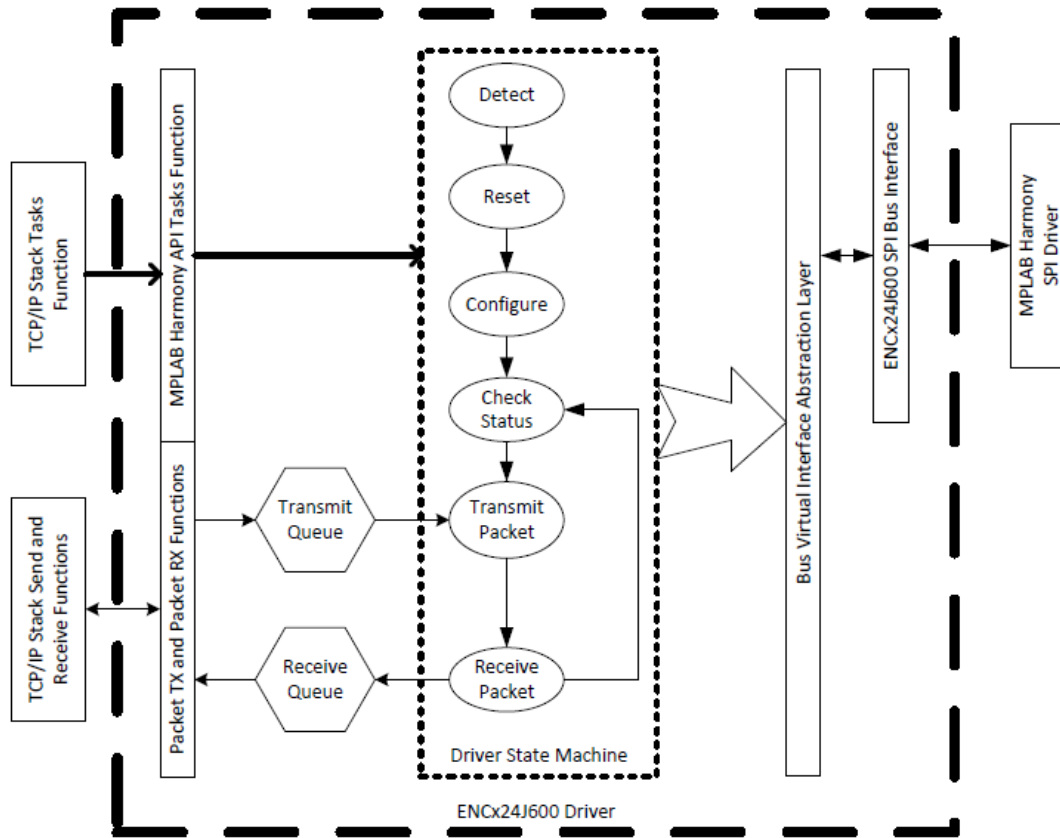 TCP/IP Stack Tasks
Function
TCP/IP Stack Send and
Receive Functions
MPLAB Harmony API Tasks Function
Packet TX and Packet RX Functions
Transmit
Queue
Receive
Queue
Detect
Reset
Configure
Check
Status
Transmit
Packet
Receive
Packet
Driver State Machine
ENCx24J600 Driver
Bus Virtual Interface Abstraction Layer
ENCx24J600 SPI Bus Interface
MPLAB Harmony
SPI Driver